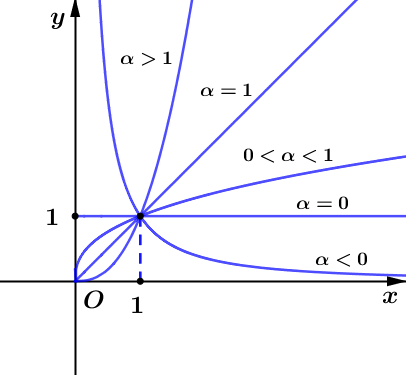 y
α > 1
α = 1
0 < α < 1
α = 0
1
α < 0
O
1
x